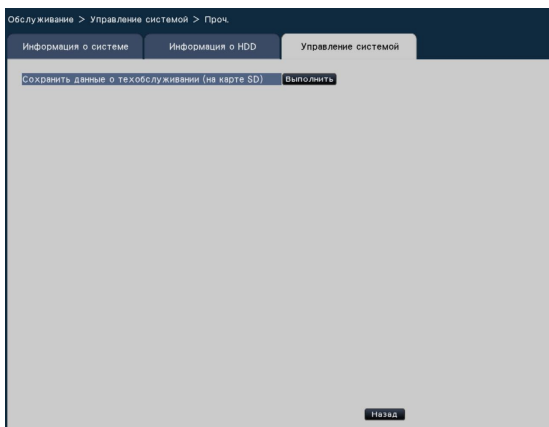 Обслуживание > Управление системой > Проч.
Информация о системе Информация о HDD Управление системой
Сохранить данные о техобслуживании (на карте SD) Выполнить
Назад